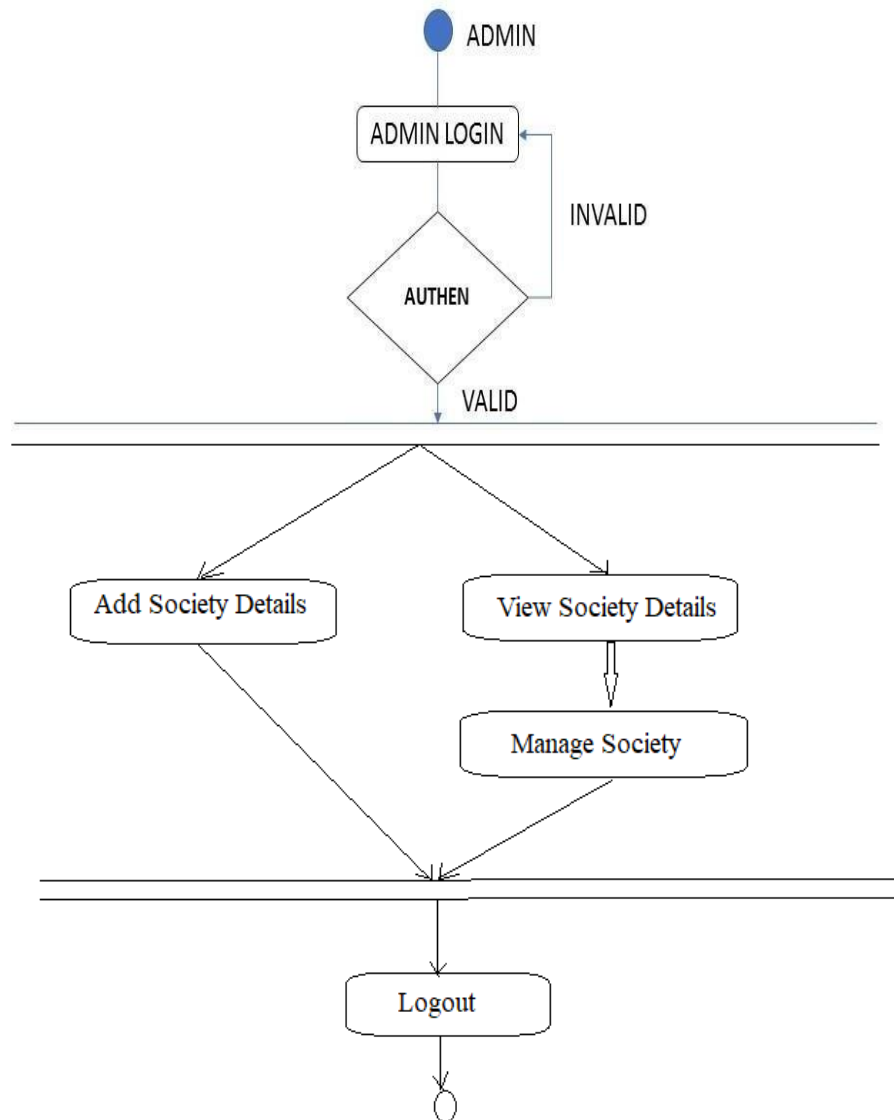 ADMIN
ADMIN LOGIN
INVALID
AUTHEN
VALID
Add Society Details
View Society Details
Manage Society
Logout